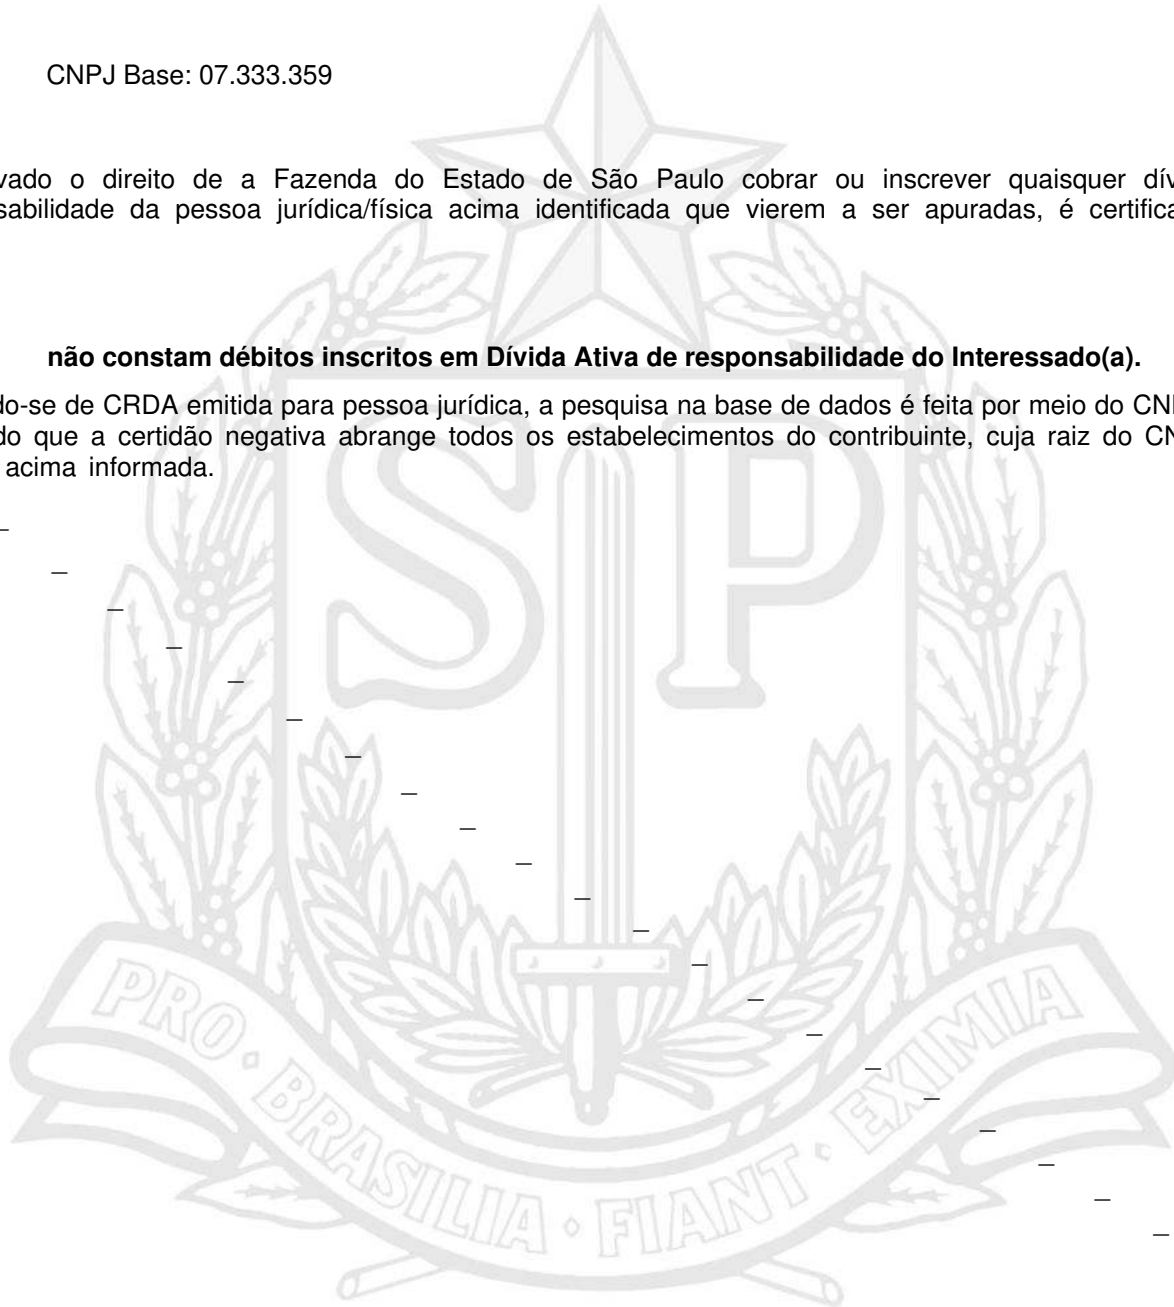 CNPJ Base: 07.333.359
vado o direito de a Fazenda do Estado de São Paulo cobrar ou inscrever quaisquer dív
sabilidade da pessoa jurídica/física acima identificada que vierem a ser apuradas, é certifica
não constam débitos inscritos em Dívida Ativa de responsabilidade do Interessado(a).
do-se de CRDA emitida para pessoa jurídica, a pesquisa na base de dados é feita por meio do CN
do que a certidão negativa abrange todos os estabelecimentos do contribuinte, cuja raiz do CN
acima informada.
SP
PRO · BRASILIA · FIANT · EXIMIA